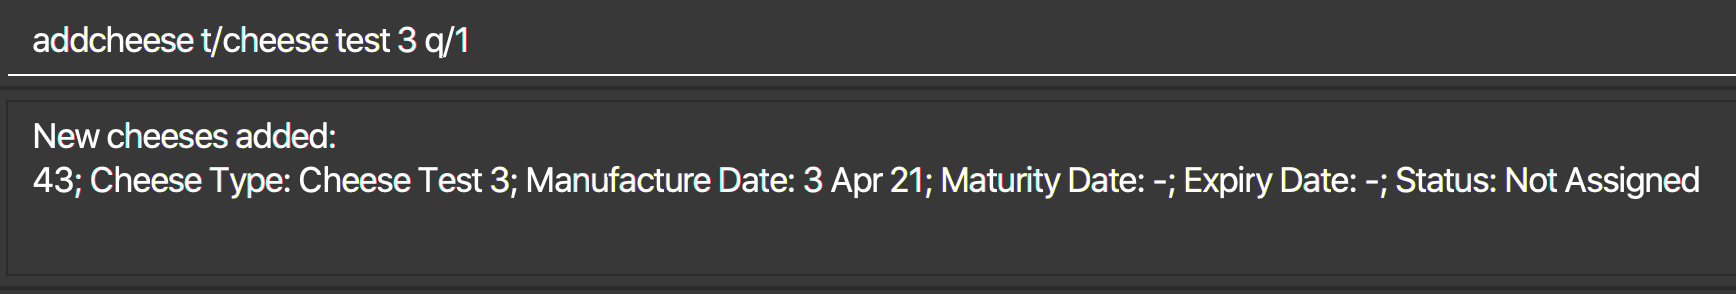 addcheese t/cheese test 3 q/1
New cheeses added:
43; Cheese Type: Cheese Test 3; Manufacture Date: 3 Apr 21; Maturity Date: -; Expiry Date: -; Status: Not Assigned